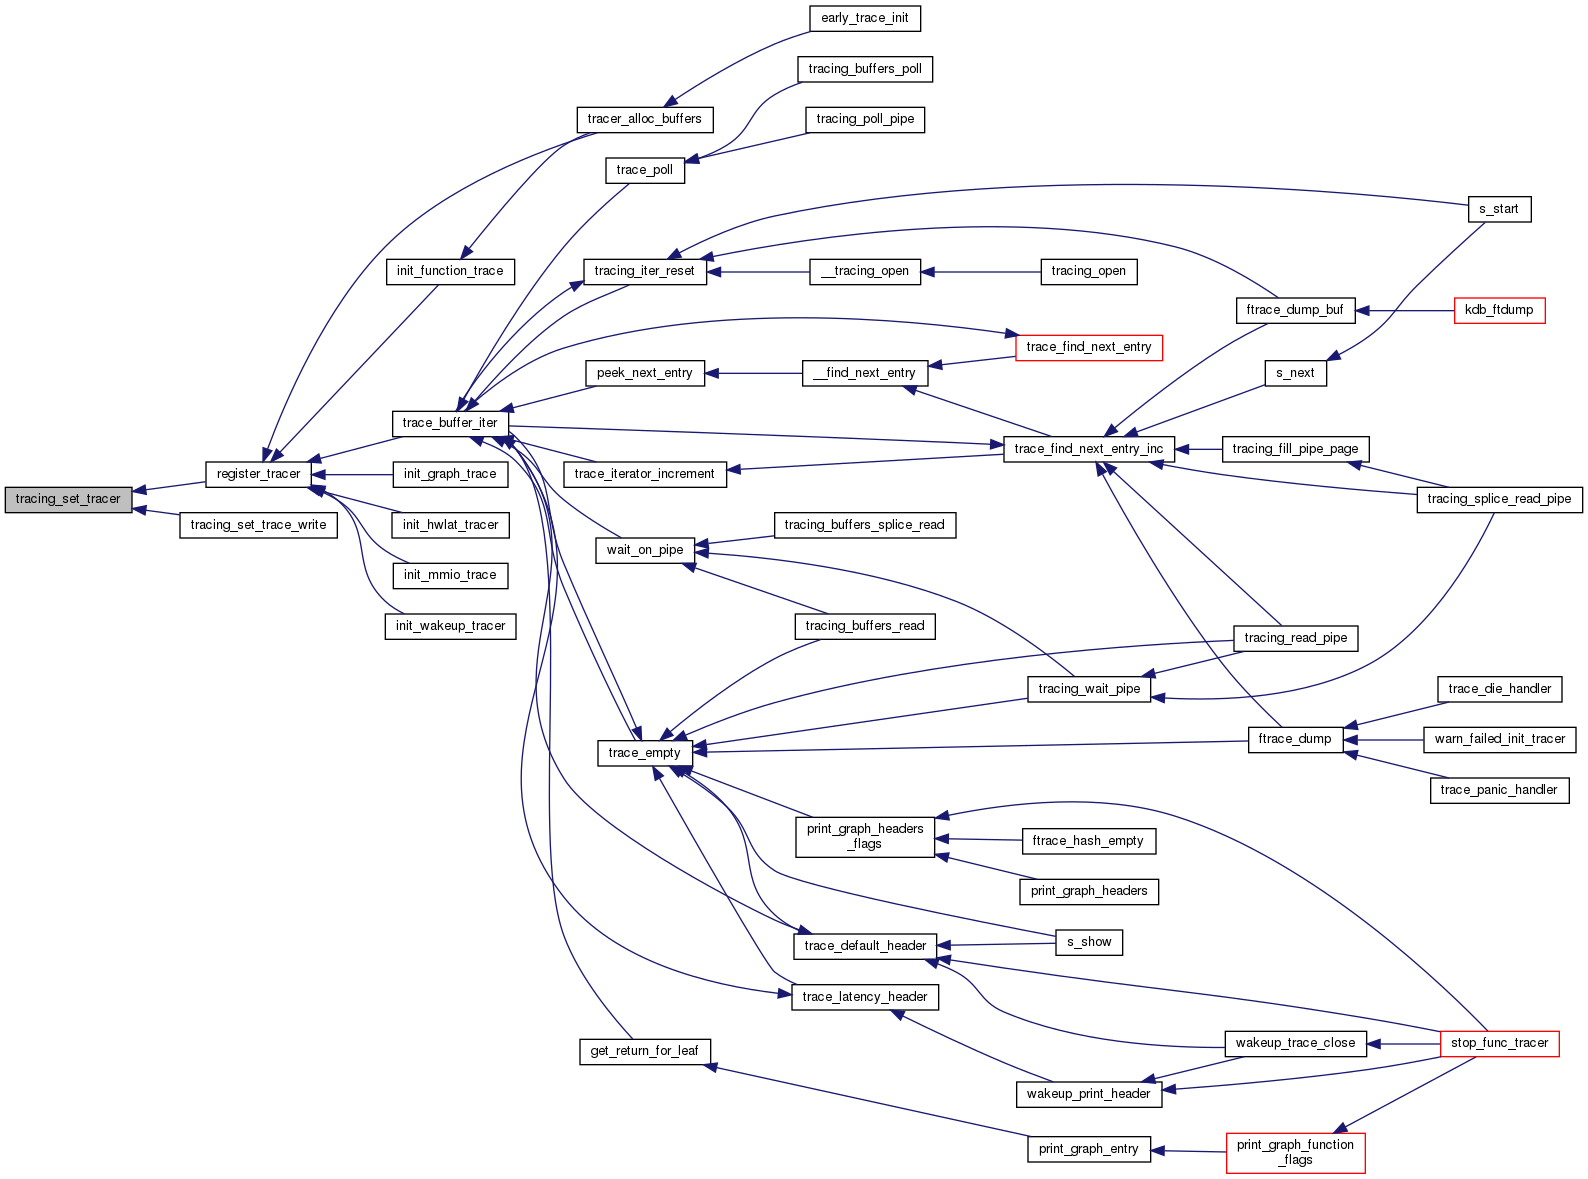 early_trace_init
tracing_buffers_poll
tracer_alloc_buffers
tracing_poll_pipe
trace_poll
s_start
init_function_trace
tracing_iter_reset
__tracing_open
tracing_open
ftrace_dump_buf
kdb_ftdump
trace_find_next_entry
peek_next_entry
__find_next_entry
s_next
trace_buffer_iter
trace_find_next_entry_inc
tracing_fill_pipe_page
register_tracer
init_graph_trace
trace_iterator_increment
tracing_set_tracer
tracing_splice_read_pipe
tracing_set_trace_write
init_hwlat_tracer
tracing_buffers_splice_read
wait_on_pipe
init_mmio_trace
init_wakeup_tracer
tracing_buffers_read
tracing_read_pipe
tracing_wait_pipe
trace_die_handler
trace_empty
ftrace_dump
warn_failed_init_tracer
trace_panic_handler
print_graph_headers
_flags
ftrace_hash_empty
print_graph_headers
trace_default_header
s_show
trace_latency_header
get_return_for_leaf
wakeup_trace_close
stop_func_tracer
wakeup_print_header
print_graph_entry
print_graph_function
_flags